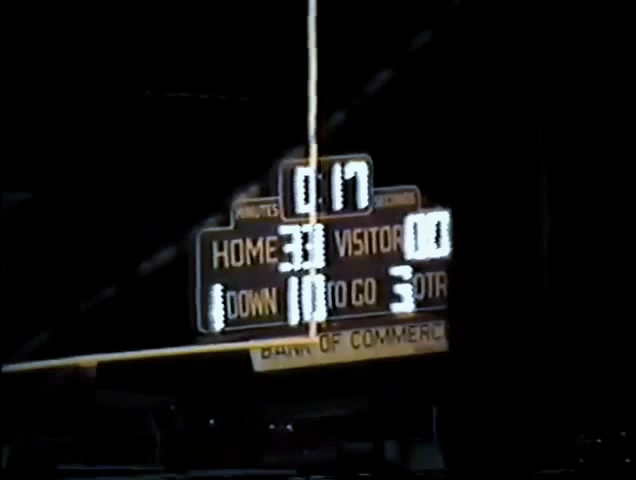 0:17
MINUTES SECONDS
HOME 33 VISITOR 00
1 DOWN 10 TO GO 3 QTR
BANK OF COMMERC